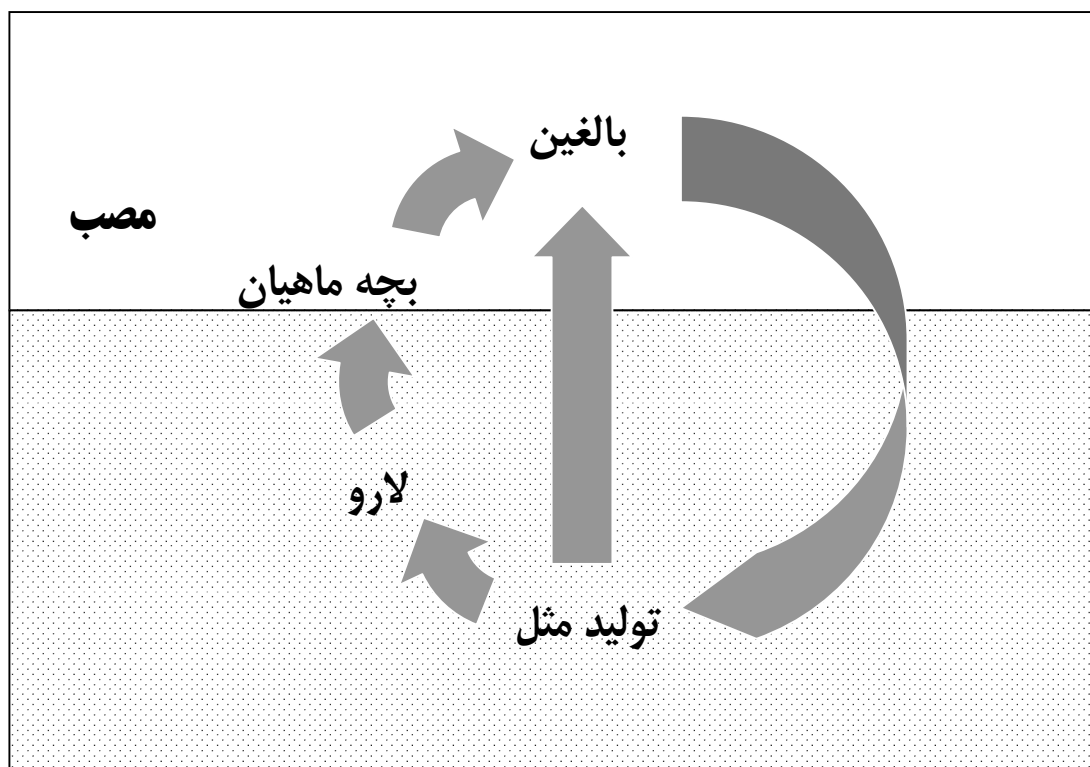 بالغین
مصب
بچه ماهیان
لارو
تولید مثل